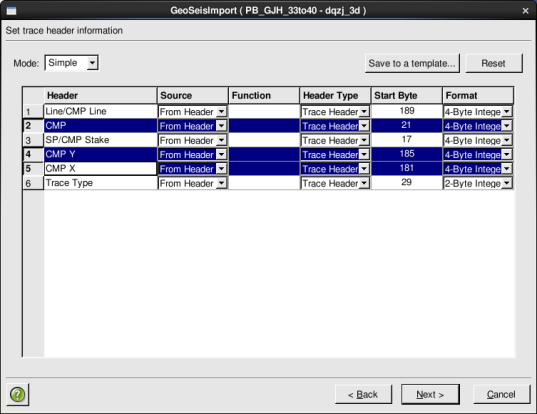 GeoSeisImport ( PB_GJH_33to40 - dqzj_3d )
Set trace header information
Mode: Simple Save to a template... Reset
Header Source Function Header Type Start Byte Format
1 Line/CMP Line From Header Trace Header 189 4-Byte Intege
2 CMP From Header Trace Header 21 4-Byte Intege
3 SP/CMP Stake From Header Trace Header 17 4-Byte Intege
4 CMP Y From Header Trace Header 185 4-Byte Intege
5 CMP X From Header Trace Header 181 4-Byte Intege
6 Trace Type From Header Trace Header 29 2-Byte Intege
? < Back Next > Cancel